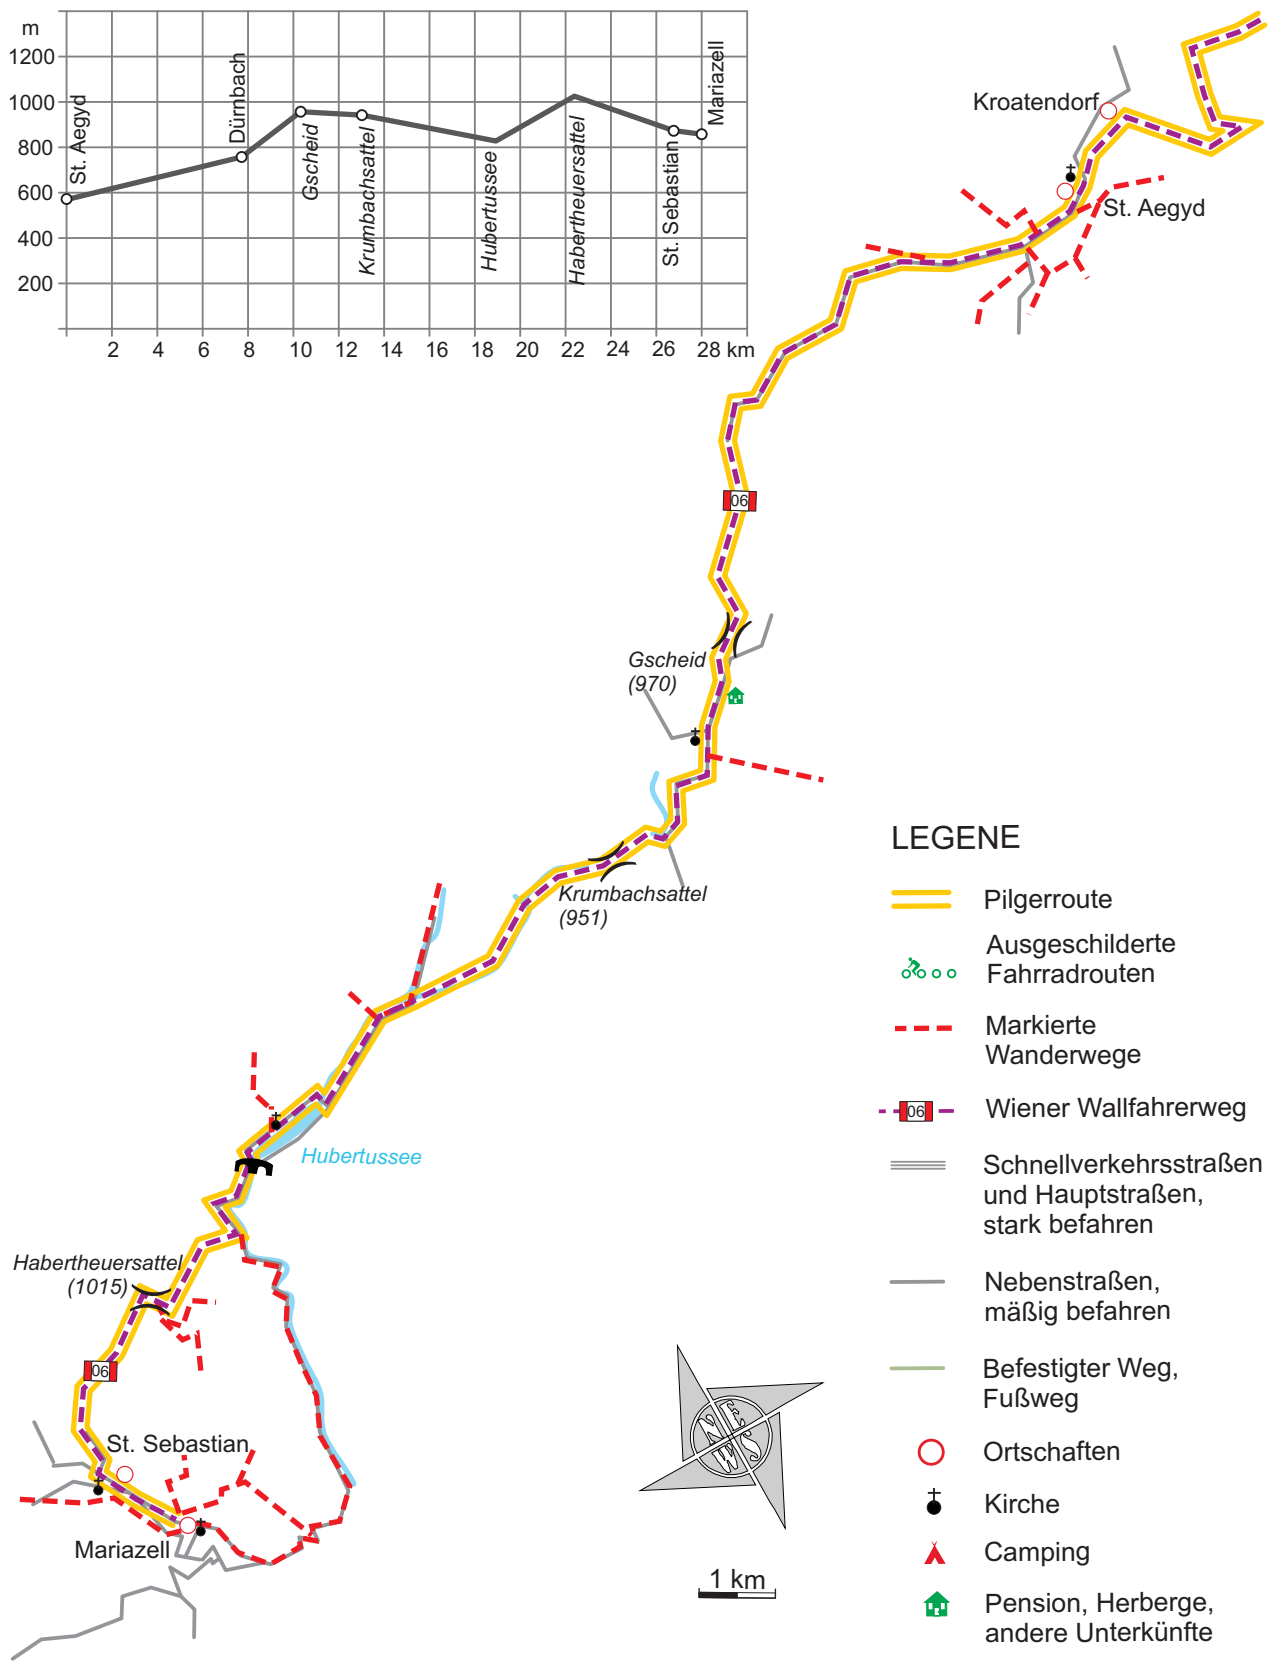 m
1200
1000
800
600
400
200
2 4 6 8 10 12 14 16 18 20 22 24 26 28 km
St. Aegyd
Dürnbach
Gscheid
Krumbachsattel
Hubertussee
Habertheuersattel
St. Sebastian
Mariazell
Kroatendorf
St. Aegyd
06
Gscheid
(970)
Krumbachsattel
(951)
Hubertussee
Habertheuersattel
(1015)
06
St. Sebastian
Mariazell
N E S W
1 km
LEGENE
Pilgerroute
Ausgeschilderte
Fahrradrouten
Markierte
Wanderwege
06 Wiener Wallfahrerweg
Schnellverkehrsstraßen
und Hauptstraßen,
stark befahren
Nebenstraßen,
mäßig befahren
Befestigter Weg,
Fußweg
Ortschaften
Kirche
Camping
Pension, Herberge,
andere Unterkünfte